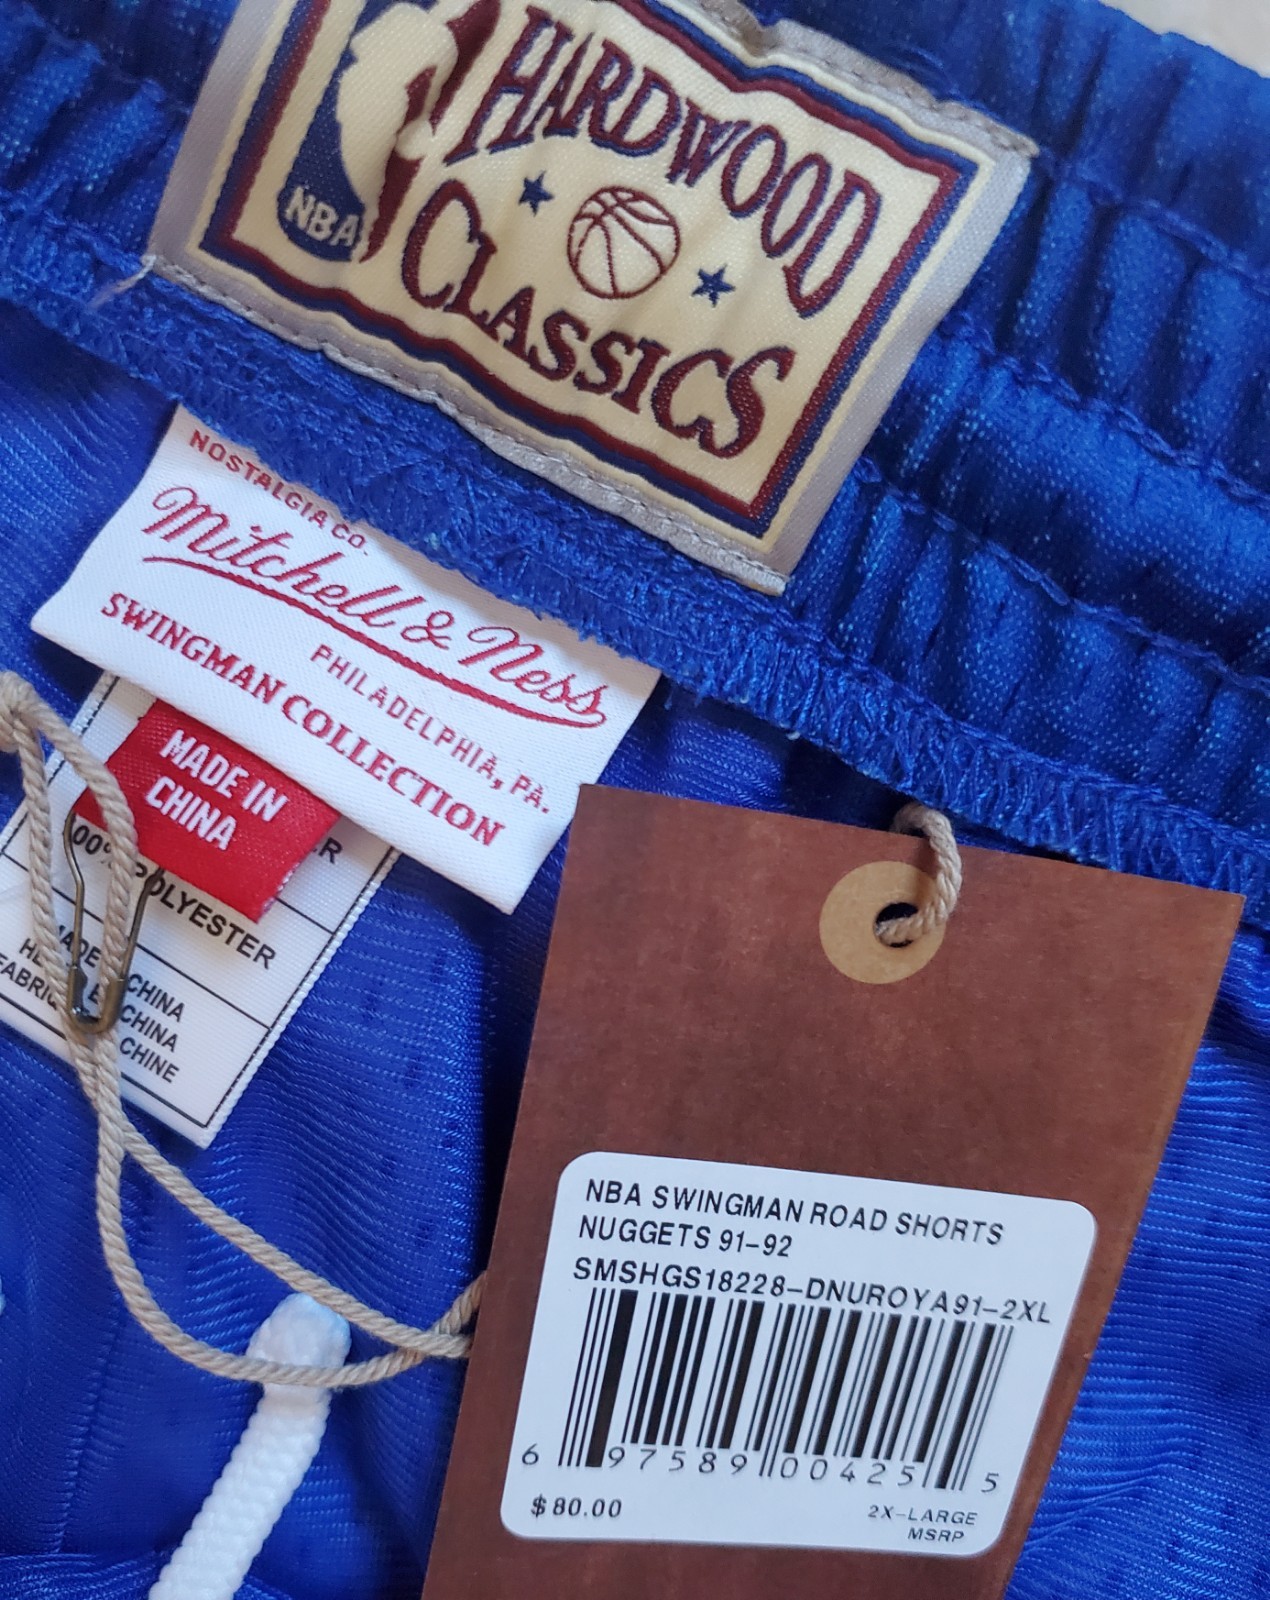 NBA
HARDWOOD
CLASSICS
NOSTALGIA CO.
Mitchell & Ness
PHILADELPHIA, PA.
SWINGMAN COLLECTION
MADE IN
CHINA
POLYESTER
CHINA
CHINA
CHINE
NBA SWINGMAN ROAD SHORTS
NUGGETS 91-92
SMSHGS18228-DNUROYA91-2XL
6 97589 00425 5
$80.00
2X-LARGE
MSRP